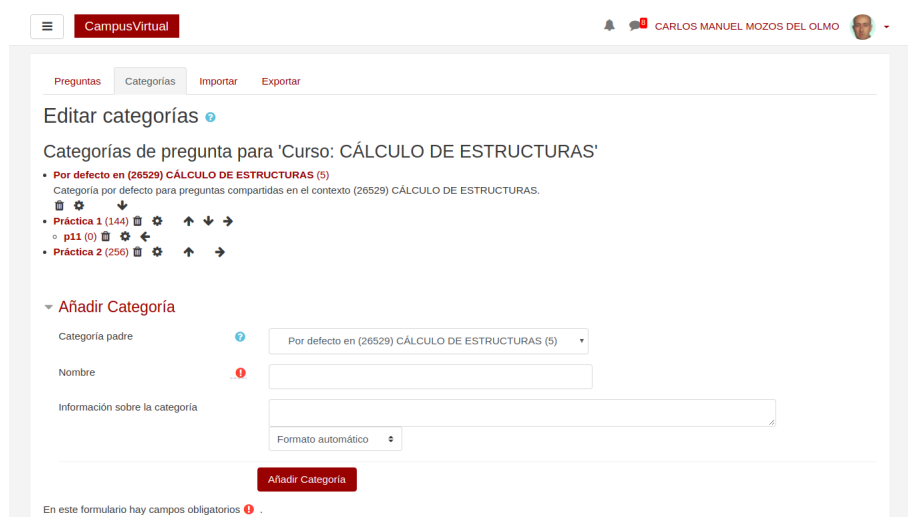 CampusVirtual
8
CARLOS MANUEL MOZOS DEL OLMO
Preguntas Categorías Importar Exportar
Editar categorías
Categorías de pregunta para 'Curso: CÁLCULO DE ESTRUCTURAS'
Por defecto en (26529) CÁLCULO DE ESTRUCTURAS (5)
Categoría por defecto para preguntas compartidas en el contexto (26529) CÁLCULO DE ESTRUCTURAS.
Práctica 1 (144)
p11 (0)
Práctica 2 (256)
Añadir Categoría
Categoría padre
Por defecto en (26529) CÁLCULO DE ESTRUCTURAS (5)
Nombre
Información sobre la categoría
Formato automático
Añadir Categoría
En este formulario hay campos obligatorios .